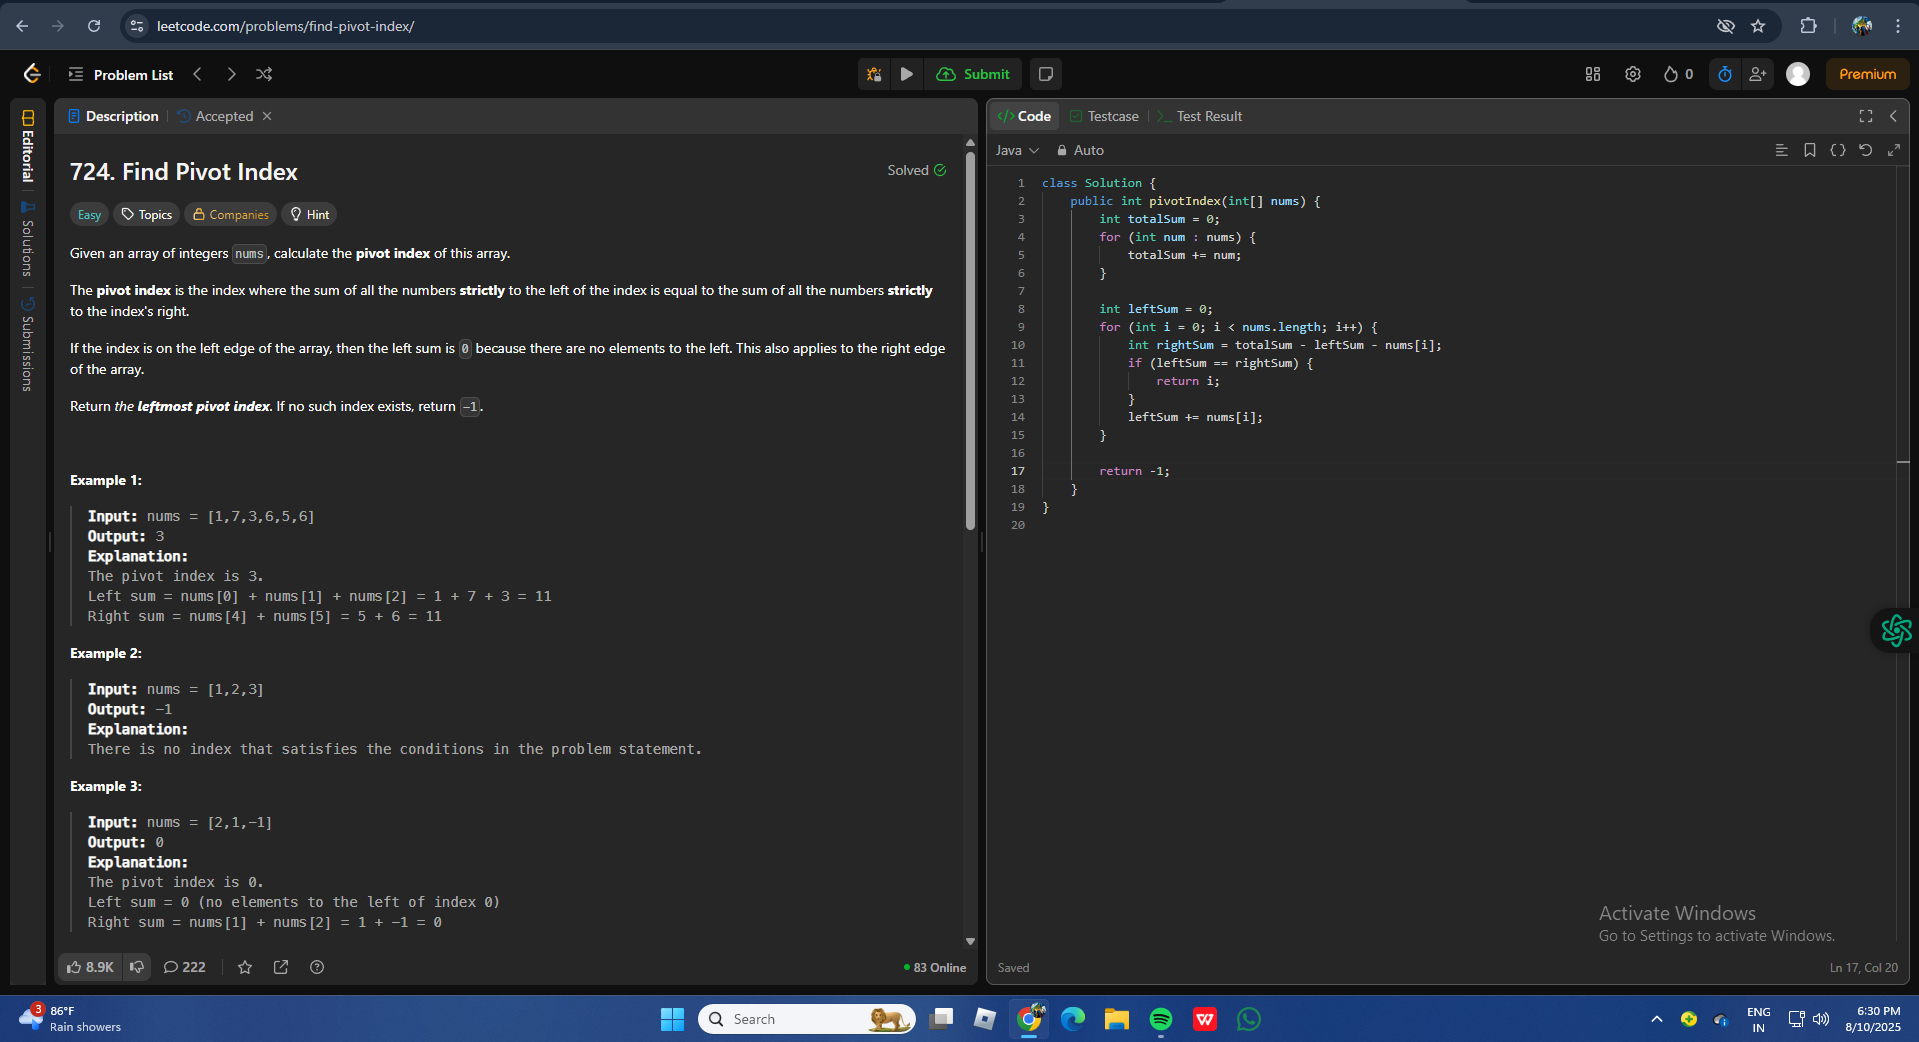 leetcode.com/problems/find-pivot-index/
Problem List
Submit
0
Premium
Editorial
Solutions
Submissions
Description
Accepted
724. Find Pivot Index
Solved
Easy
Topics
Companies
Hint
Given an array of integers nums, calculate the pivot index of this array.
The pivot index is the index where the sum of all the numbers strictly to the left of the index is equal to the sum of all the numbers strictly
to the index's right.
If the index is on the left edge of the array, then the left sum is 0 because there are no elements to the left. This also applies to the right edge
of the array.
Return the leftmost pivot index. If no such index exists, return -1.
Example 1:
Input: nums = [1,7,3,6,5,6]
Output: 3
Explanation:
The pivot index is 3.
Left sum = nums[0] + nums[1] + nums[2] = 1 + 7 + 3 = 11
Right sum = nums[4] + nums[5] = 5 + 6 = 11
Example 2:
Input: nums = [1,2,3]
Output: -1
Explanation:
There is no index that satisfies the conditions in the problem statement.
Example 3:
Input: nums = [2,1,-1]
Output: 0
Explanation:
The pivot index is 0.
Left sum = 0 (no elements to the left of index 0)
Right sum = nums[1] + nums[2] = 1 + -1 = 0
8.9K
222
83 Online
</> Code
Testcase
>_ Test Result
Java
Auto
1 class Solution {
2 public int pivotIndex(int[] nums) {
3 int totalSum = 0;
4 for (int num : nums) {
5 totalSum += num;
6 }
7
8 int leftSum = 0;
9 for (int i = 0; i < nums.length; i++) {
10 int rightSum = totalSum - leftSum - nums[i];
11 if (leftSum == rightSum) {
12 return i;
13 }
14 leftSum += nums[i];
15 }
16
17 return -1;
18 }
19 }
20
Activate Windows
Go to Settings to activate Windows.
Saved
Ln 17, Col 20
3
86°F
Rain showers
Search
W
ENG
IN
6:30 PM
8/10/2025